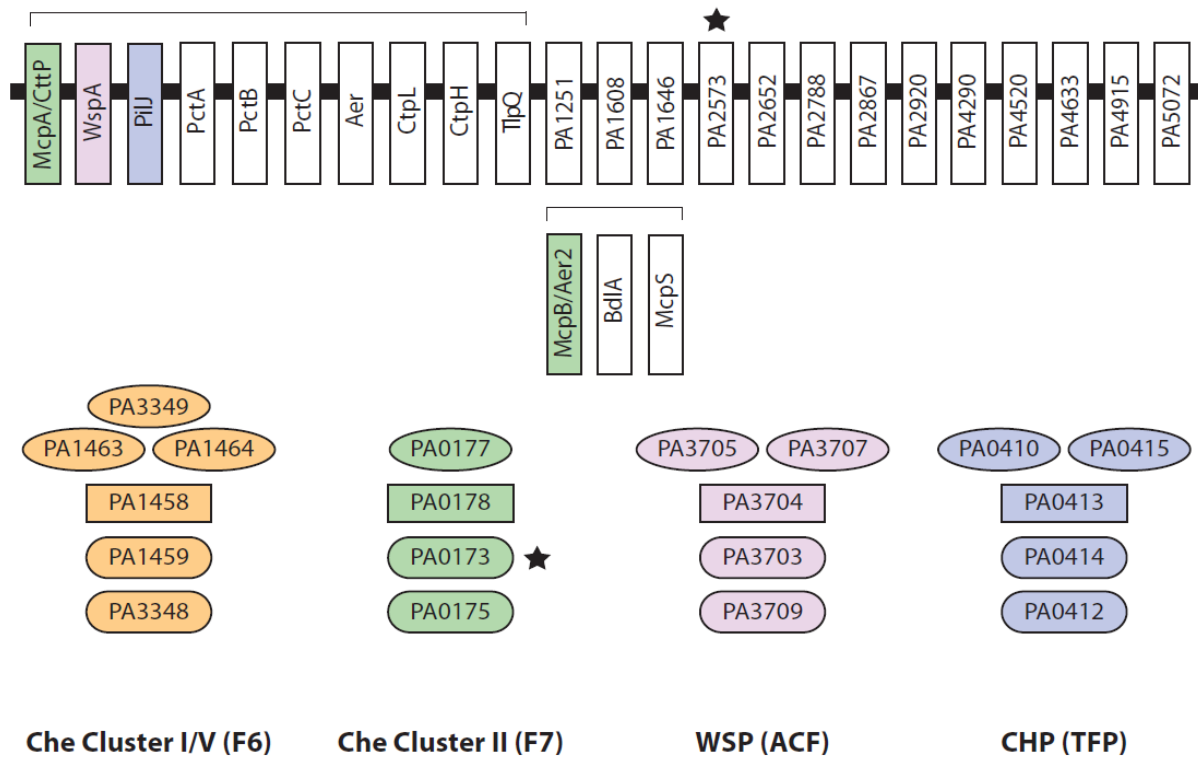 McpA/CttP
WspA
PilJ
PctA
PctB
PctC
Aer
CtpL
CtpH
TlpQ
PA1251
PA1608
PA1646
PA2573
PA2652
PA2788
PA2867
PA2920
PA4290
PA4520
PA4633
PA4915
PA5072
McpB/Aer2
BdlA
McpS
PA3349
PA1463 PA1464
PA1458
PA1459
PA3348
Che Cluster I/V (F6)
PA0177
PA0178
PA0173
PA0175
Che Cluster II (F7)
PA3705 PA3707
PA3704
PA3703
PA3709
WSP (ACF)
PA0410 PA0415
PA0413
PA0414
PA0412
CHP (TFP)